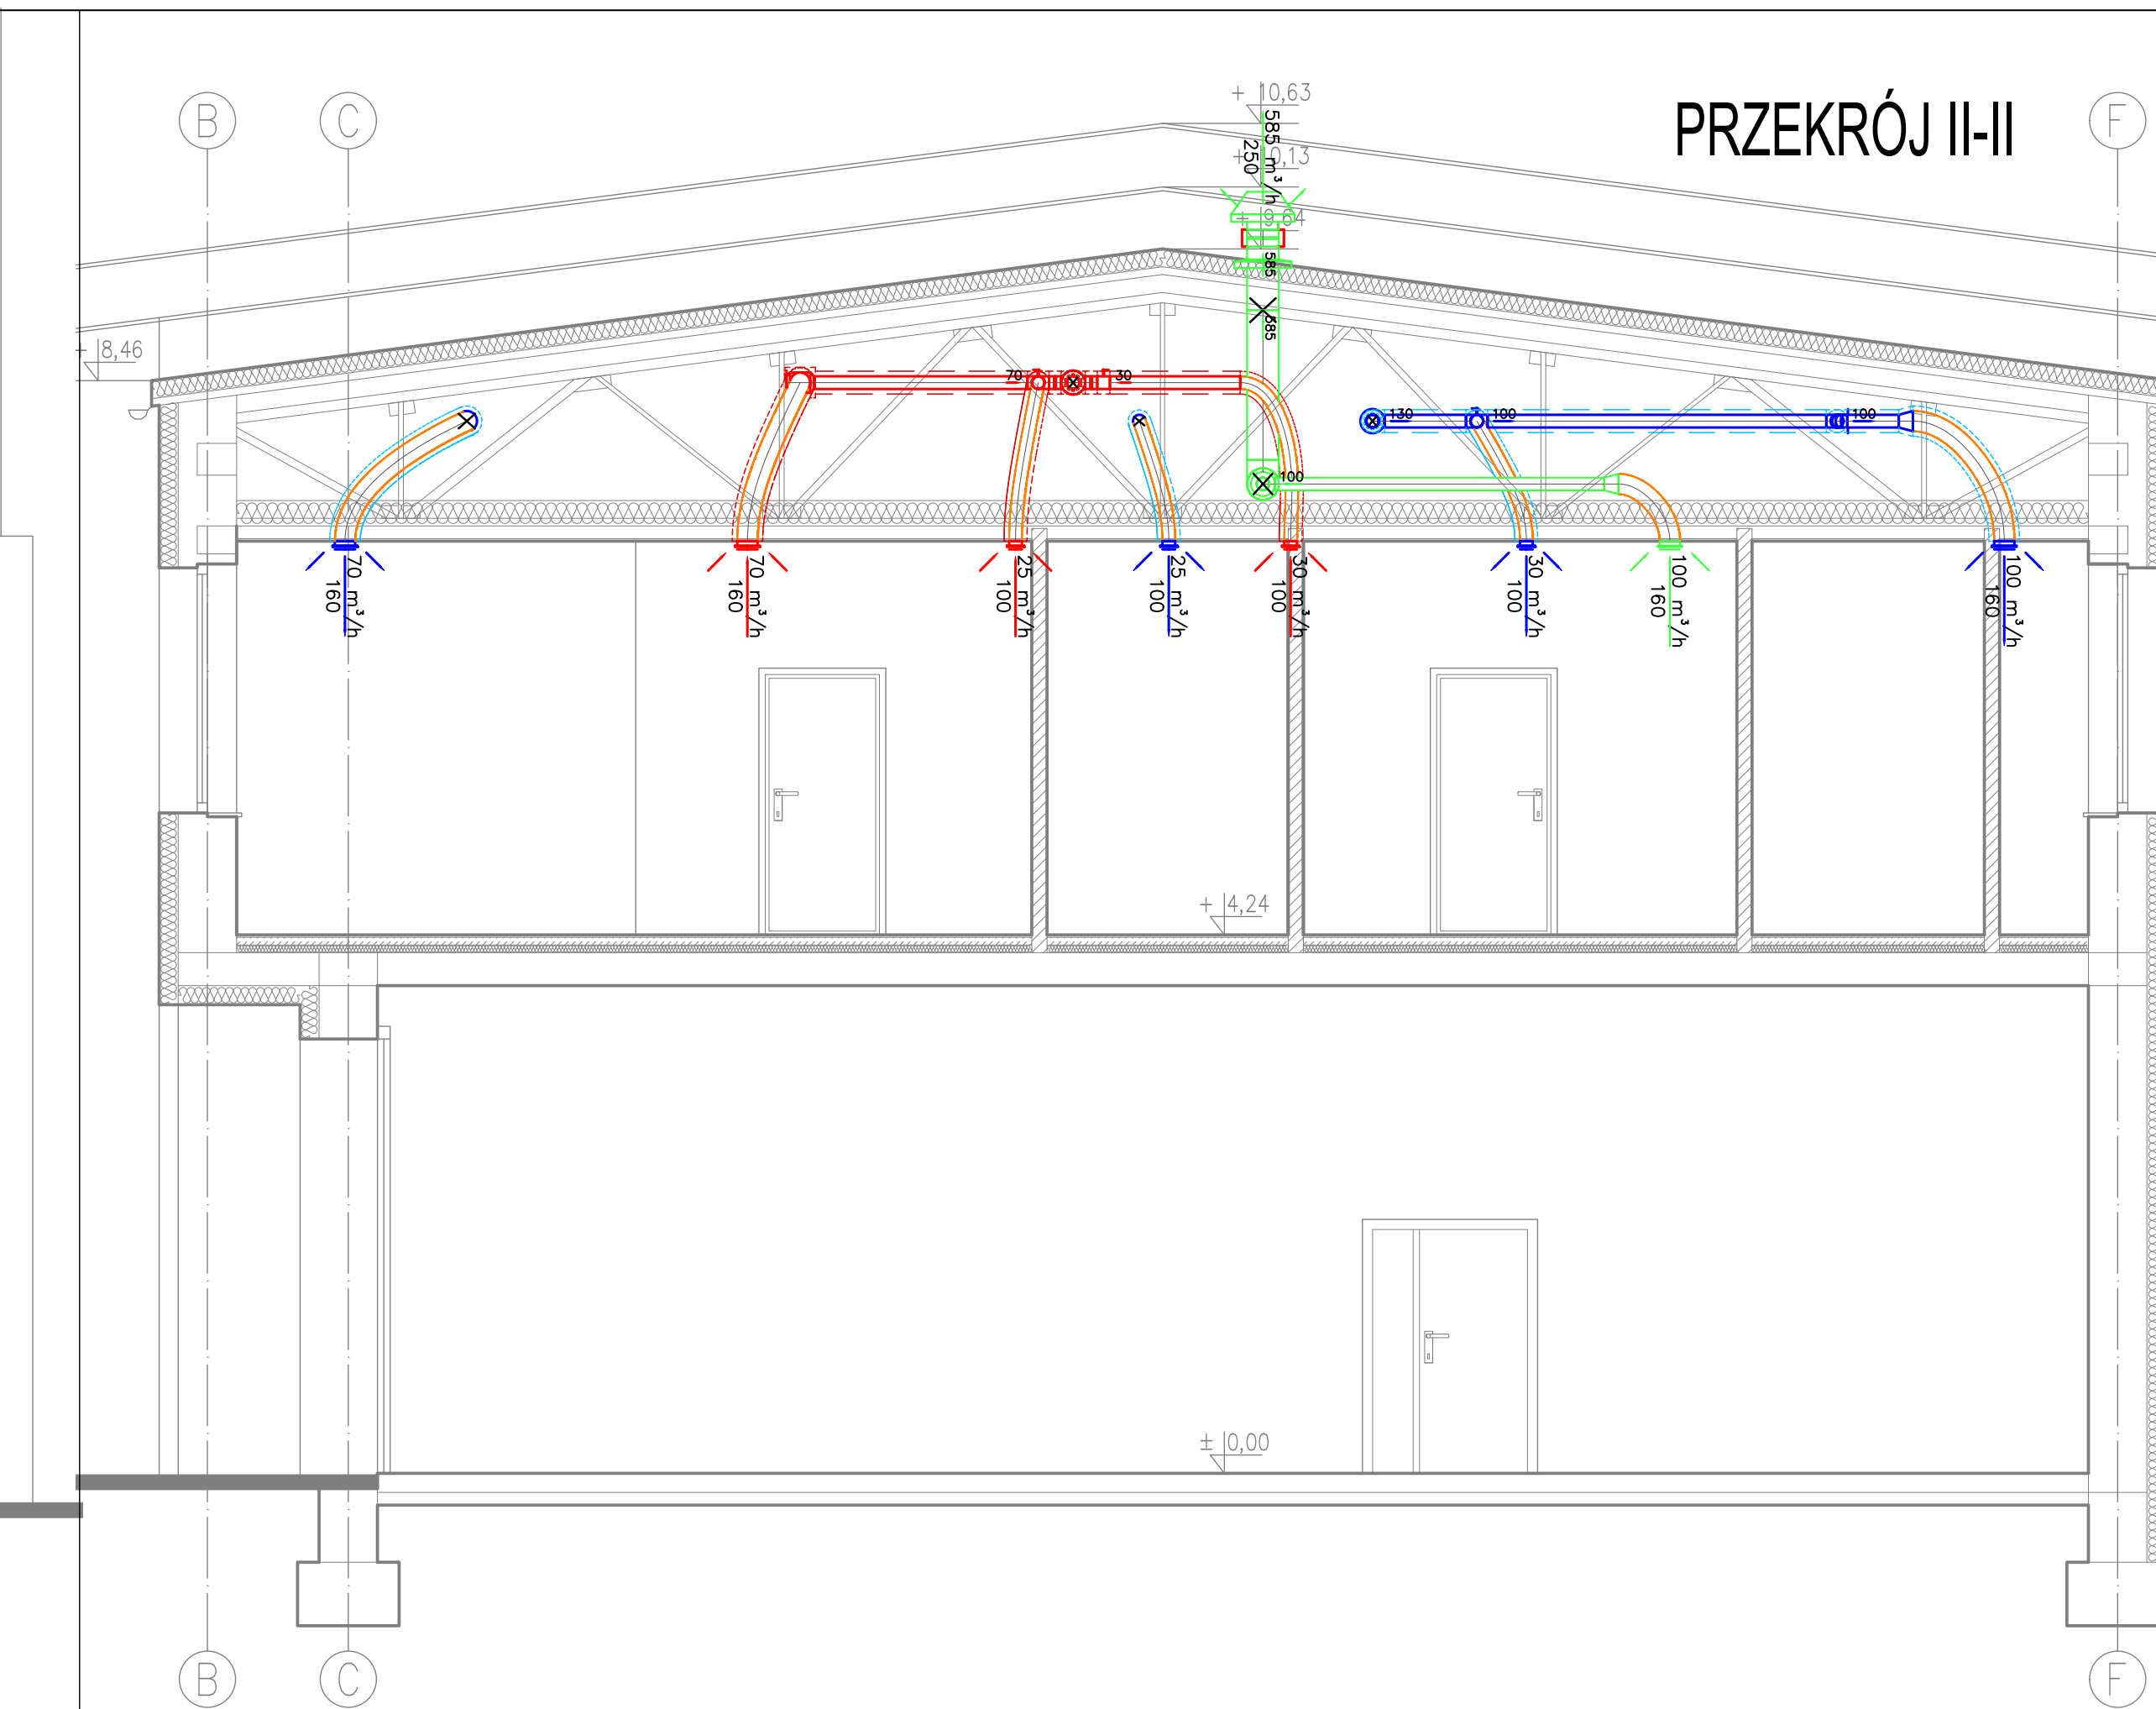 PRZEKRÓJ II-II
B
C
F
+ 10,63
585 m³/h
250
+ 10,13
+ 9,64
585
585
+ 8,46
70
30
130
100
100
100
70 m³/h
160
70 m³/h
160
25 m³/h
100
25 m³/h
100
30 m³/h
100
30 m³/h
100
100 m³/h
160
100 m³/h
160
+ 4,24
± 0,00
B
C
F